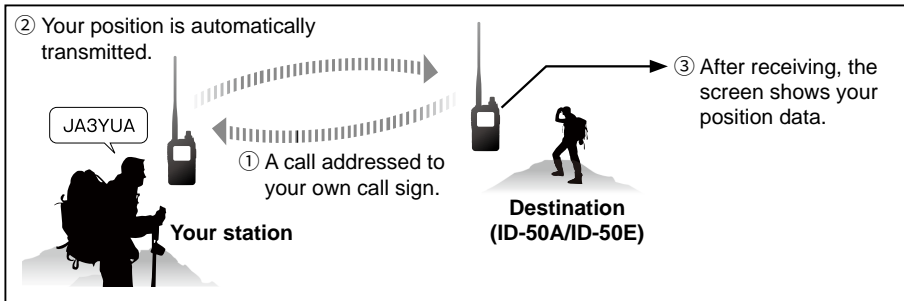 ② Your position is automatically
transmitted.
JA3YUA
① A call addressed to
your own call sign.
Your station
③ After receiving, the
screen shows your
position data.
Destination
(ID-50A/ID-50E)